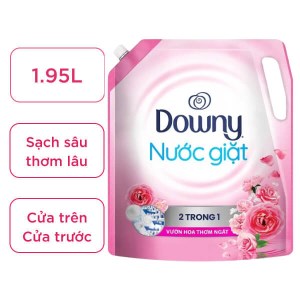 1.95L
Sạch sâu
thơm lâu
Cửa trên
Cửa trước
Downy
Nước giặt
2 TRONG 1
VƯỜN HOA THƠM NGÁT